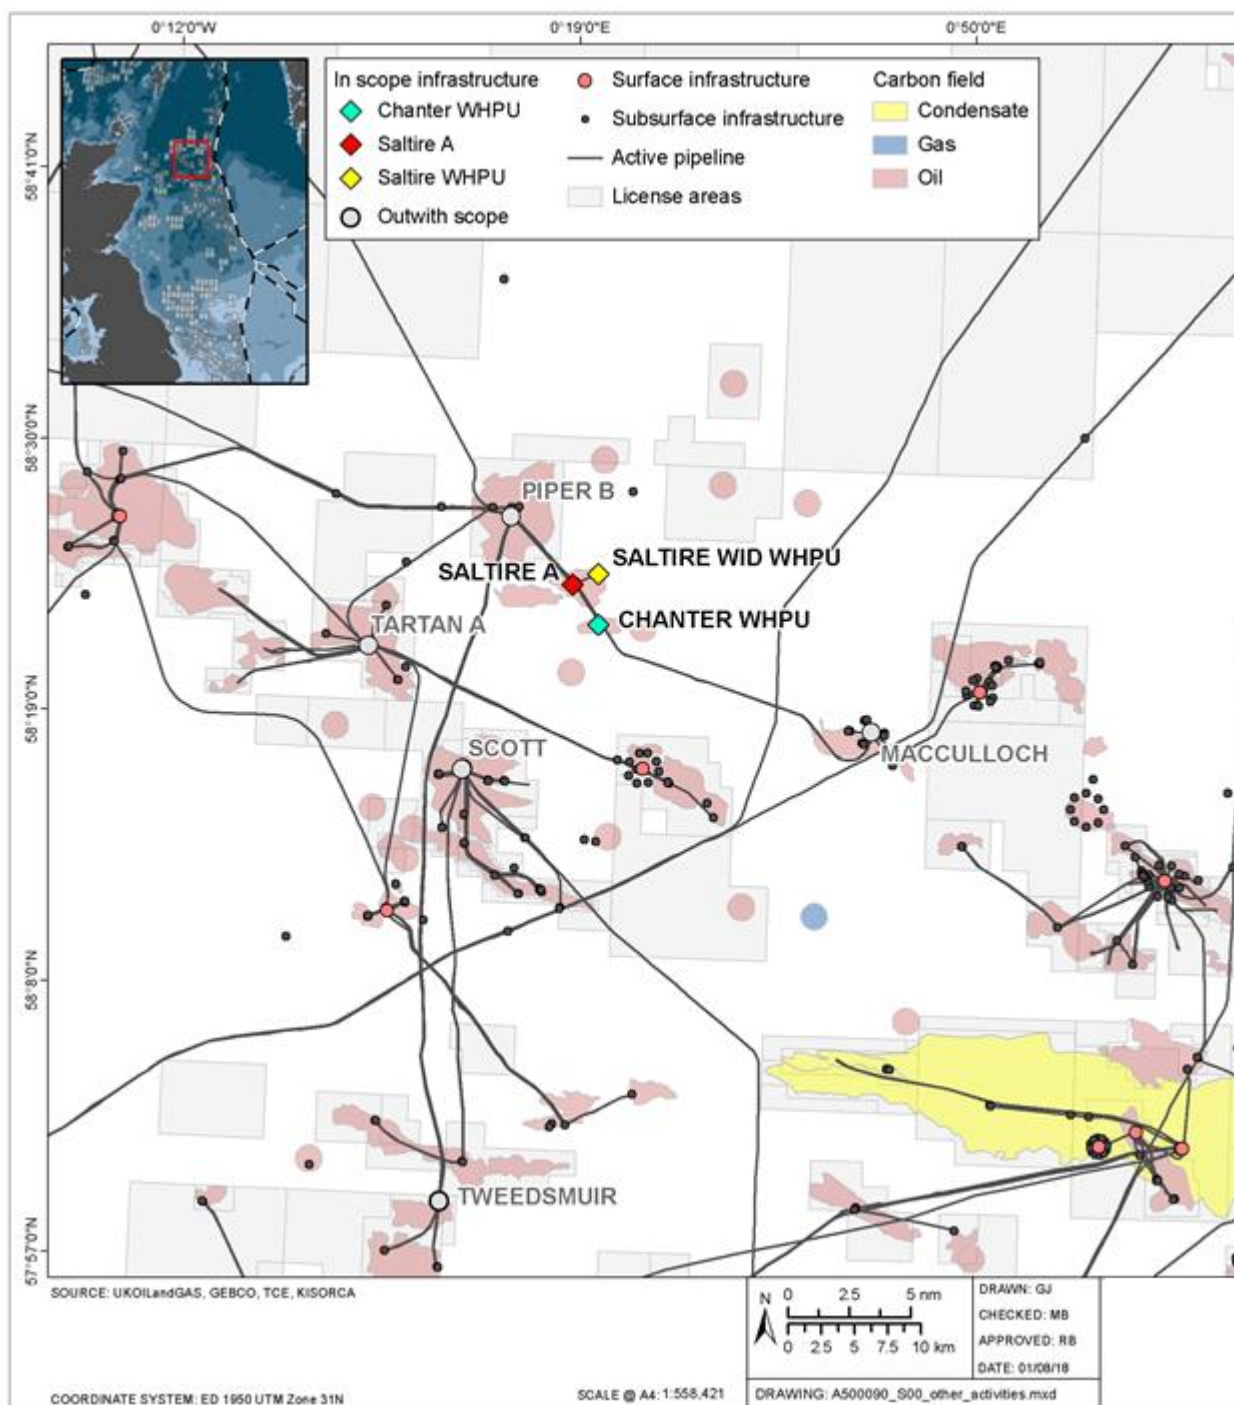 0°12'0"W
0°19'0"E
0°50'0"E
58°41'0"N
58°30'0"N
58°19'0"N
58°8'0"N
57°57'0"N
In scope infrastructure
Chanter WHPU
Saltire A
Saltire WHPU
Outwith scope
Surface infrastructure
Subsurface infrastructure
Active pipeline
License areas
Carbon field
Condensate
Gas
Oil
PIPER B
SALTIRE WID WHPU
SALTIRE A
CHANTER WHPU
TARTAN A
SCOTT
MACCULLOCH
TWEEDSMUIR
SOURCE: UKOILandGAS, GEBCO, TCE, KISORCA
N
0 2.5 5 nm
0 2.5 5 7.5 10 km
DRAWN: GJ
CHECKED: MB
APPROVED: RB
DATE: 01/08/18
COORDINATE SYSTEM: ED 1950 UTM Zone 31N
SCALE @ A4: 1:558,421
DRAWING: A500090_S00_other_activities.mxd